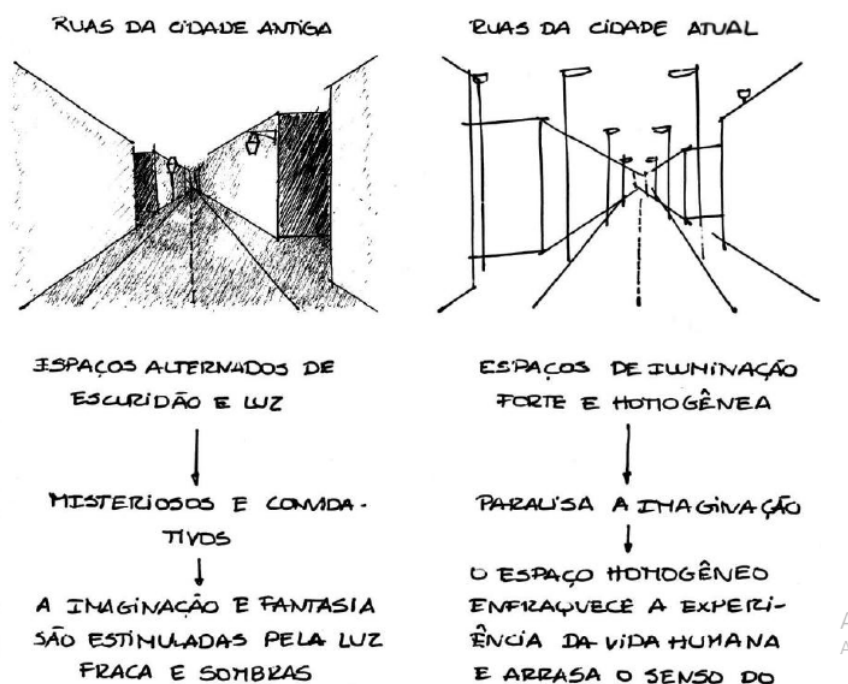 RUAS DA CIDADE ANTIGA
ESPAÇOS ALTERNADOS DE
ESCURIDÃO E LUZ
MISTERIOSOS E CONVIDA-
TIVOS
A IMAGINAÇÃO E FANTASIA
SÃO ESTIMULADAS PELA LUZ
FRACA E SOMBRAS
RUAS DA CIDADE ATUAL
ESPAÇOS DE ILUMINAÇÃO
FORTE E HOMOGÊNEA
PARALISA A IMAGINAÇÃO
O ESPAÇO HOMOGÊNEO
ENFRAQUECE A EXPERI-
ÊNCIA DA VIDA HUMANA
E ARRASA O SENSO DO